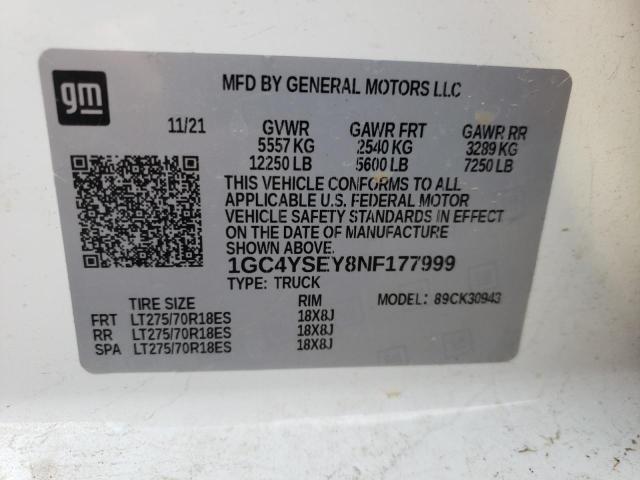 gm
MFD BY GENERAL MOTORS LLC
11/21 GVWR GAWR FRT GAWR RR
5557 KG 2540 KG 3289 KG
12250 LB 5600 LB 7250 LB
THIS VEHICLE CONFORMS TO ALL
APPLICABLE U.S. FEDERAL MOTOR
VEHICLE SAFETY STANDARDS IN EFFECT
ON THE DATE OF MANUFACTURE
SHOWN ABOVE.
1GC4YSEY8NF177999
TYPE: TRUCK
TIRE SIZE RIM MODEL: 89CK30943
FRT LT275/70R18ES 18X8J
RR LT275/70R18ES 18X8J
SPA LT275/70R18ES 18X8J